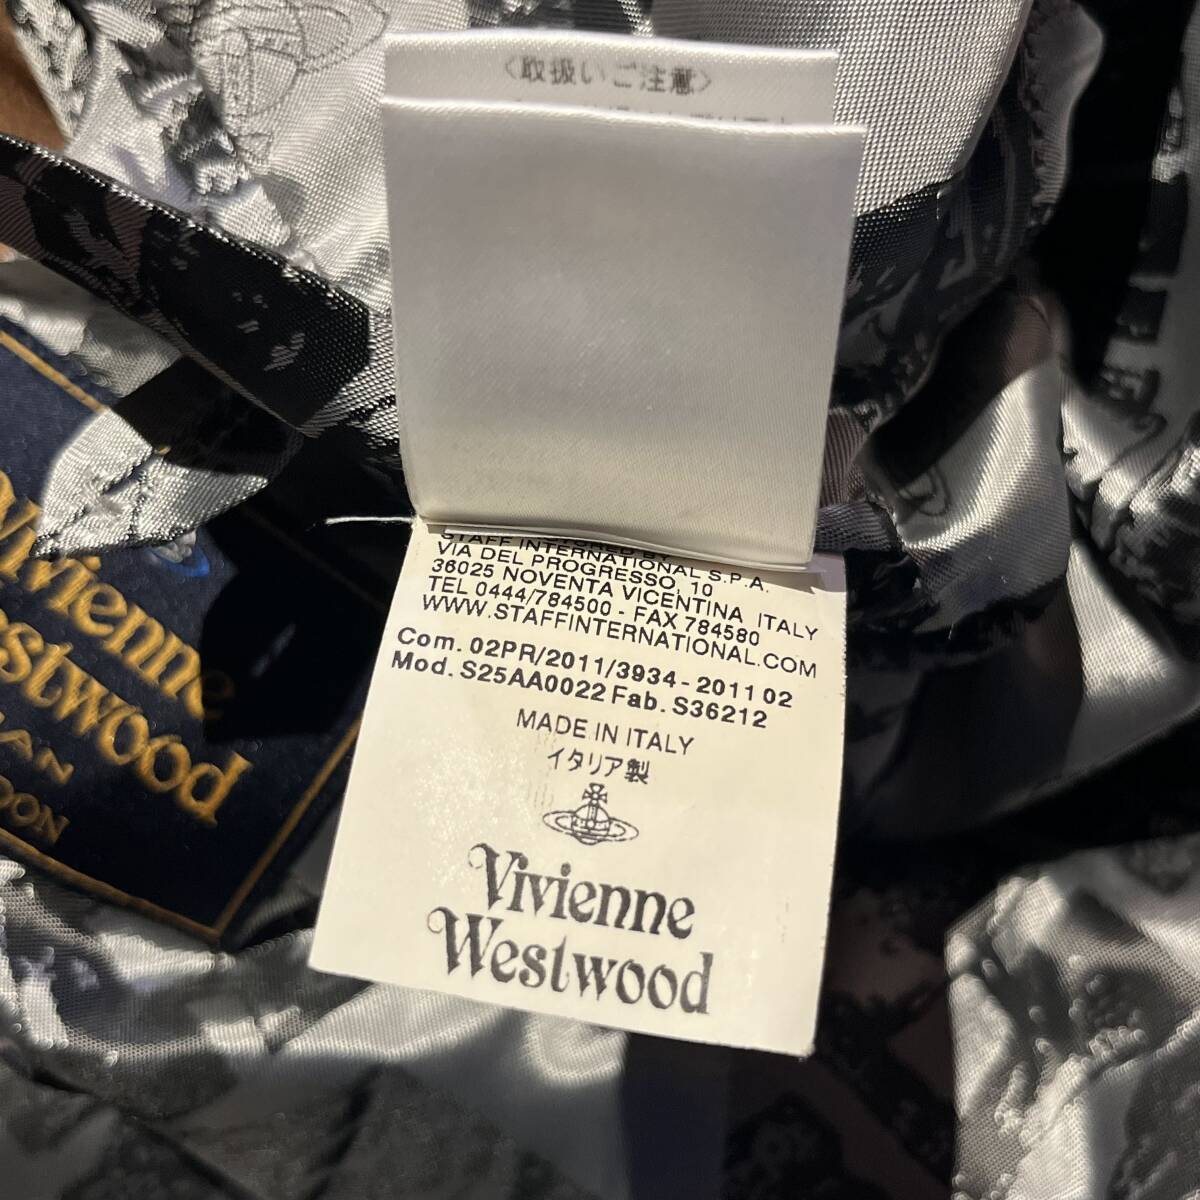 〈取扱いご注意〉
STAFF INTERNATIONAL S.P.A.
VIA DEL PROGRESSO, 10
36025 NOVENTA VICENTINA ITALY
TEL 0444/784500 - FAX 784580
WWW.STAFFINTERNATIONAL.COM
Com. 02PR/2011/3934 - 2011 02
Mod. S25AA0022 Fab. S36212
MADE IN ITALY
イタリア製
Vivienne
Westwood
Vivienne
estwood